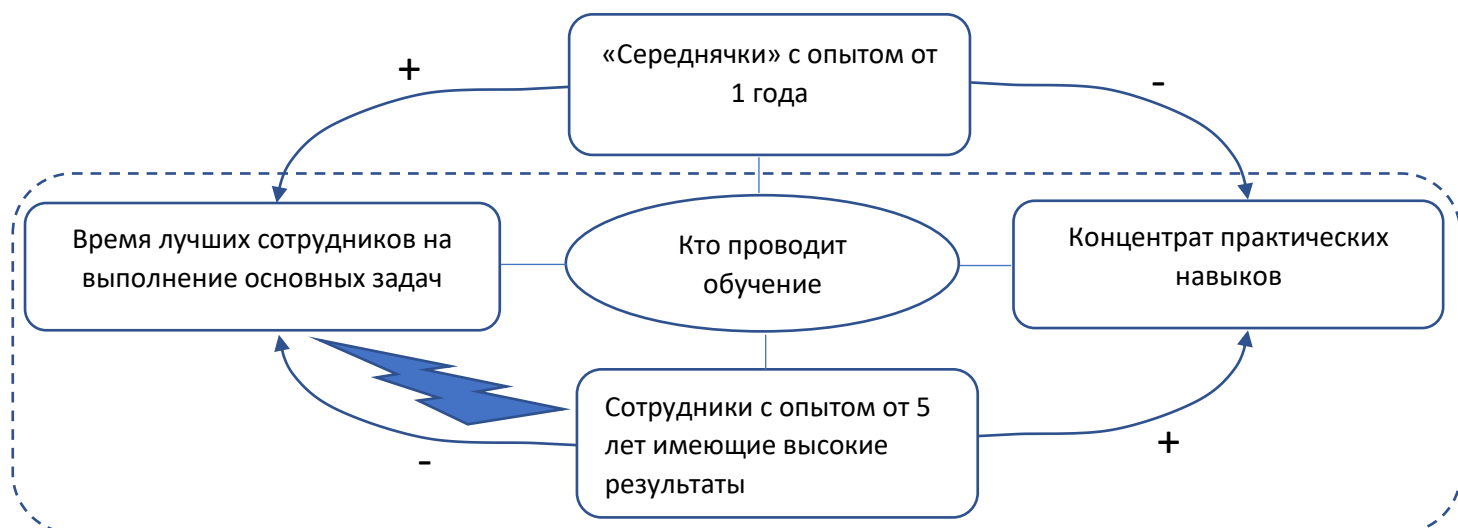 «Середнячки» с опытом от
1 года
+
-
Время лучших сотрудников на
выполнение основных задач
Кто проводит
обучение
Концентрат практических
навыков
Сотрудники с опытом от 5
лет имеющие высокие
результаты
-
+